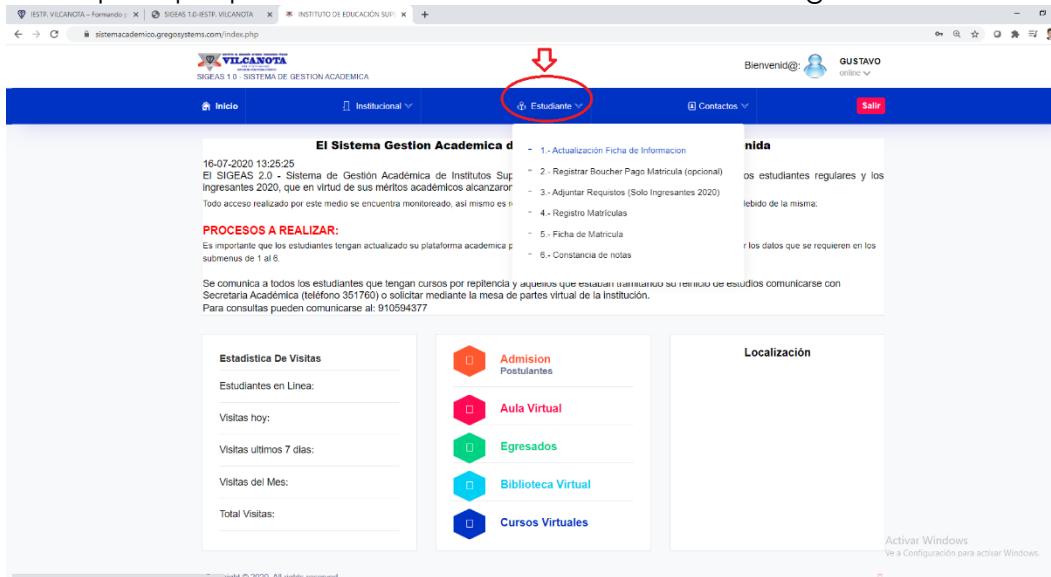 IESTP. VILCANOTA – Formando p
SIGEAS 1.0-IESTP. VILCANOTA
INSTITUTO DE EDUCACIÓN SUPE
sistemacademico.gregosystems.com/index.php
VILCANOTA
SIGEAS 1.0 - SISTEMA DE GESTION ACADEMICA
Bienvenid@:
GUSTAVO
online
Inicio
Institucional
Estudiante
Contactos
Salir
El Sistema Gestion Academica d
nida
1.- Actualización Ficha de Informacion
2.- Registrar Boucher Pago Matricula (opcional)
3.- Adjuntar Requistos (Solo Ingresantes 2020)
4.- Registro Matrículas
5.- Ficha de Matricula
6.- Constancia de notas
16-07-2020 13:25:25
El SIGEAS 2.0 - Sistema de Gestión Académica de Institutos Sup
os estudiantes regulares y los
ingresantes 2020, que en virtud de sus méritos académicos alcanzaron
Todo acceso realizado por este medio se encuentra monitoreado, así mismo es r
lebido de la misma:
PROCESOS A REALIZAR:
Es importante que los estudiantes tengan actualizado su plataforma academica p
r los datos que se requieren en los
submenus de 1 al 6.
Se comunica a todos los estudiantes que tengan cursos por repitencia y aquellos que estaban tramitando su reinicio de estudios comunicarse con
Secretaria Académica (teléfono 351760) o solicitar mediante la mesa de partes virtual de la institución.
Para consultas pueden comunicarse al: 910594377
Estadistica De Visitas
Estudiantes en Linea:
Visitas hoy:
Visitas ultimos 7 dias:
Visitas del Mes:
Total Visitas:
Admision
Postulantes
Aula Virtual
Egresados
Biblioteca Virtual
Cursos Virtuales
Localización
Activar Windows
Ve a Configuración para activar Windows.